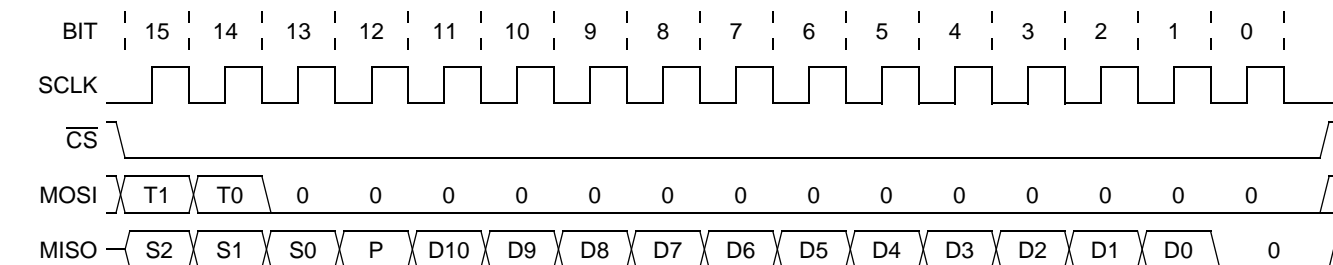 BIT 15 14 13 12 11 10 9 8 7 6 5 4 3 2 1 0
SCLK
CS
MOSI T1 T0 0 0 0 0 0 0 0 0 0 0 0 0 0 0
MISO S2 S1 S0 P D10 D9 D8 D7 D6 D5 D4 D3 D2 D1 D0 0